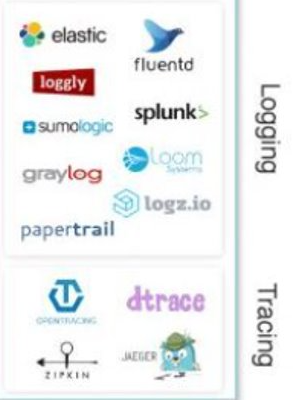 elastic
fluentd
loggly
splunk>
sumologic
Loom
Systems
graylog
logz.io
papertrail
Logging
OPENTRACING
dtrace
ZIPKIN
JAEGER
Tracing